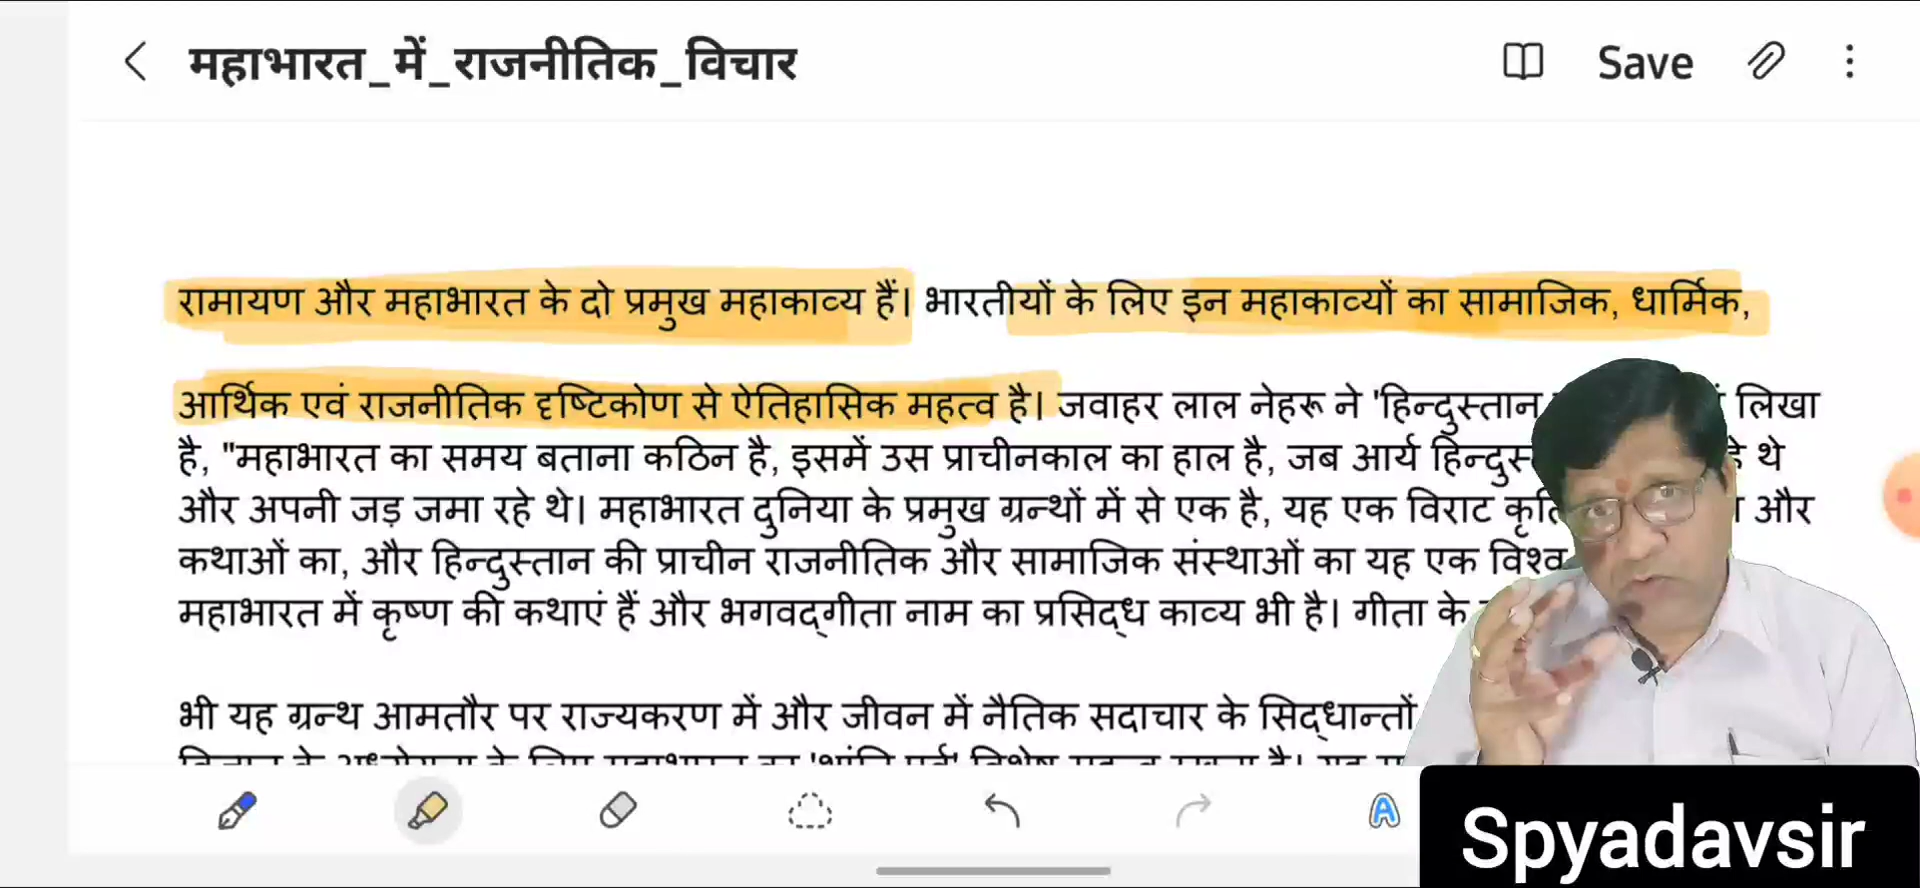 महाभारत_में_राजनीतिक_विचार
Save
रामायण और महाभारत के दो प्रमुख महाकाव्य हैं। भारतीयों के लिए इन महाकाव्यों का सामाजिक, धार्मिक,
आर्थिक एवं राजनीतिक दृष्टिकोण से ऐतिहासिक महत्व है। जवाहर लाल नेहरू ने 'हिन्दुस्तान लिखा
है, "महाभारत का समय बताना कठिन है, इसमें उस प्राचीनकाल का हाल है, जब आर्य थे
और अपनी जड़ जमा रहे थे। महाभारत दुनिया के प्रमुख ग्रन्थों में से एक है, यह एक विराट और
कथाओं का, और हिन्दुस्तान की प्राचीन राजनीतिक और सामाजिक संस्थाओं का यह एक
महाभारत में कृष्ण की कथाएं हैं और भगवद्गीता नाम का प्रसिद्ध काव्य भी है। गीता के
भी यह ग्रन्थ आमतौर पर राज्यकरण में और जीवन में नैतिक सदाचार के सिद्धान्तों
A
Spyadavsir